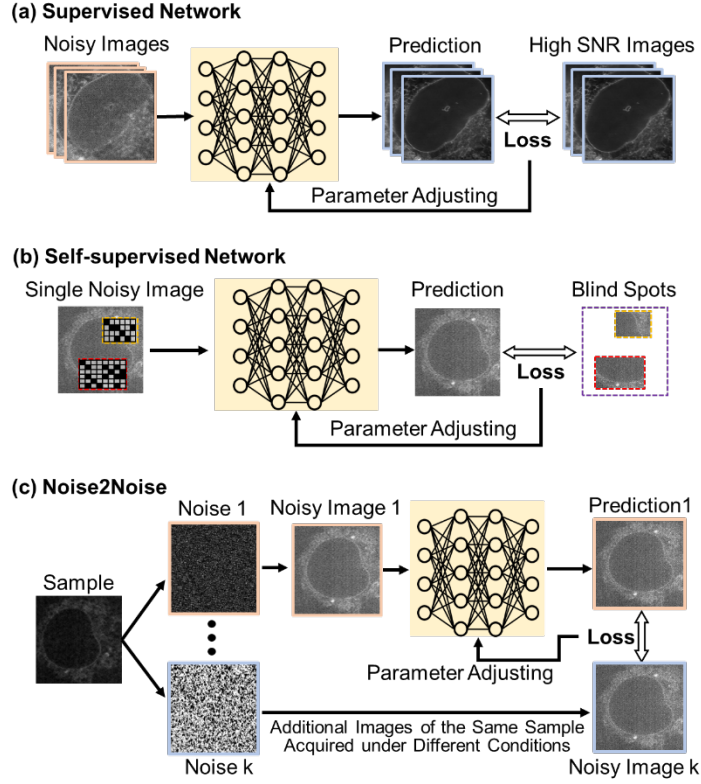 (a) Supervised Network
Noisy Images
Prediction
High SNR Images
Loss
Parameter Adjusting
(b) Self-supervised Network
Single Noisy Image
Prediction
Blind Spots
Loss
Parameter Adjusting
(c) Noise2Noise
Noise 1
Noisy Image 1
Prediction1
Sample
Loss
Parameter Adjusting
Additional Images of the Same Sample
Acquired under Different Conditions
Noise k
Noisy Image k